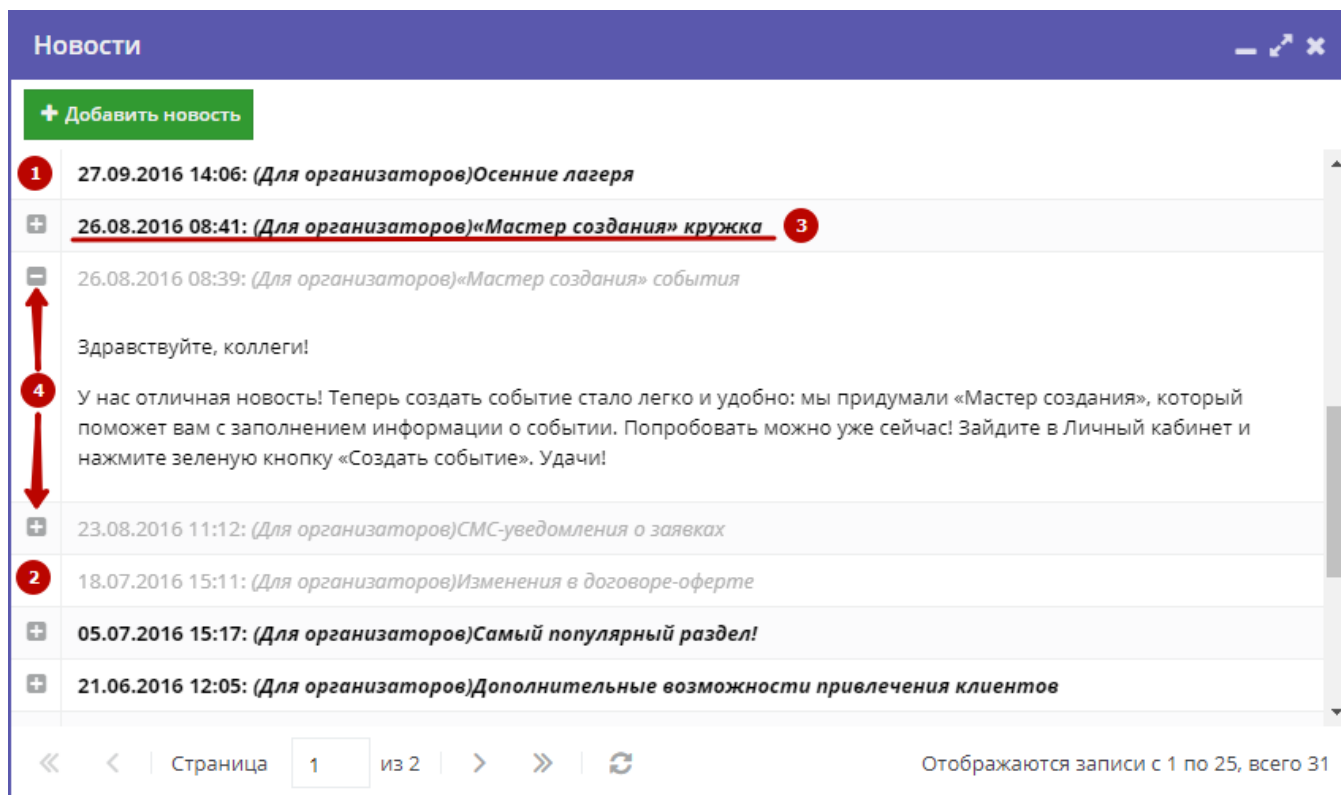 Новости
Добавить новость
1 27.09.2016 14:06: (Для организаторов)Осенние лагеря
26.08.2016 08:41: (Для организаторов)«Мастер создания» кружка 3
26.08.2016 08:39: (Для организаторов)«Мастер создания» события
Здравствуйте, коллеги!
4 У нас отличная новость! Теперь создать событие стало легко и удобно: мы придумали «Мастер создания», который
поможет вам с заполнением информации о событии. Попробовать можно уже сейчас! Зайдите в Личный кабинет и
нажмите зеленую кнопку «Создать событие». Удачи!
23.08.2016 11:12: (Для организаторов)СМС-уведомления о заявках
2 18.07.2016 15:11: (Для организаторов)Изменения в договоре-оферте
05.07.2016 15:17: (Для организаторов)Самый популярный раздел!
21.06.2016 12:05: (Для организаторов)Дополнительные возможности привлечения клиентов
Страница 1 из 2 Отображаются записи с 1 по 25, всего 31